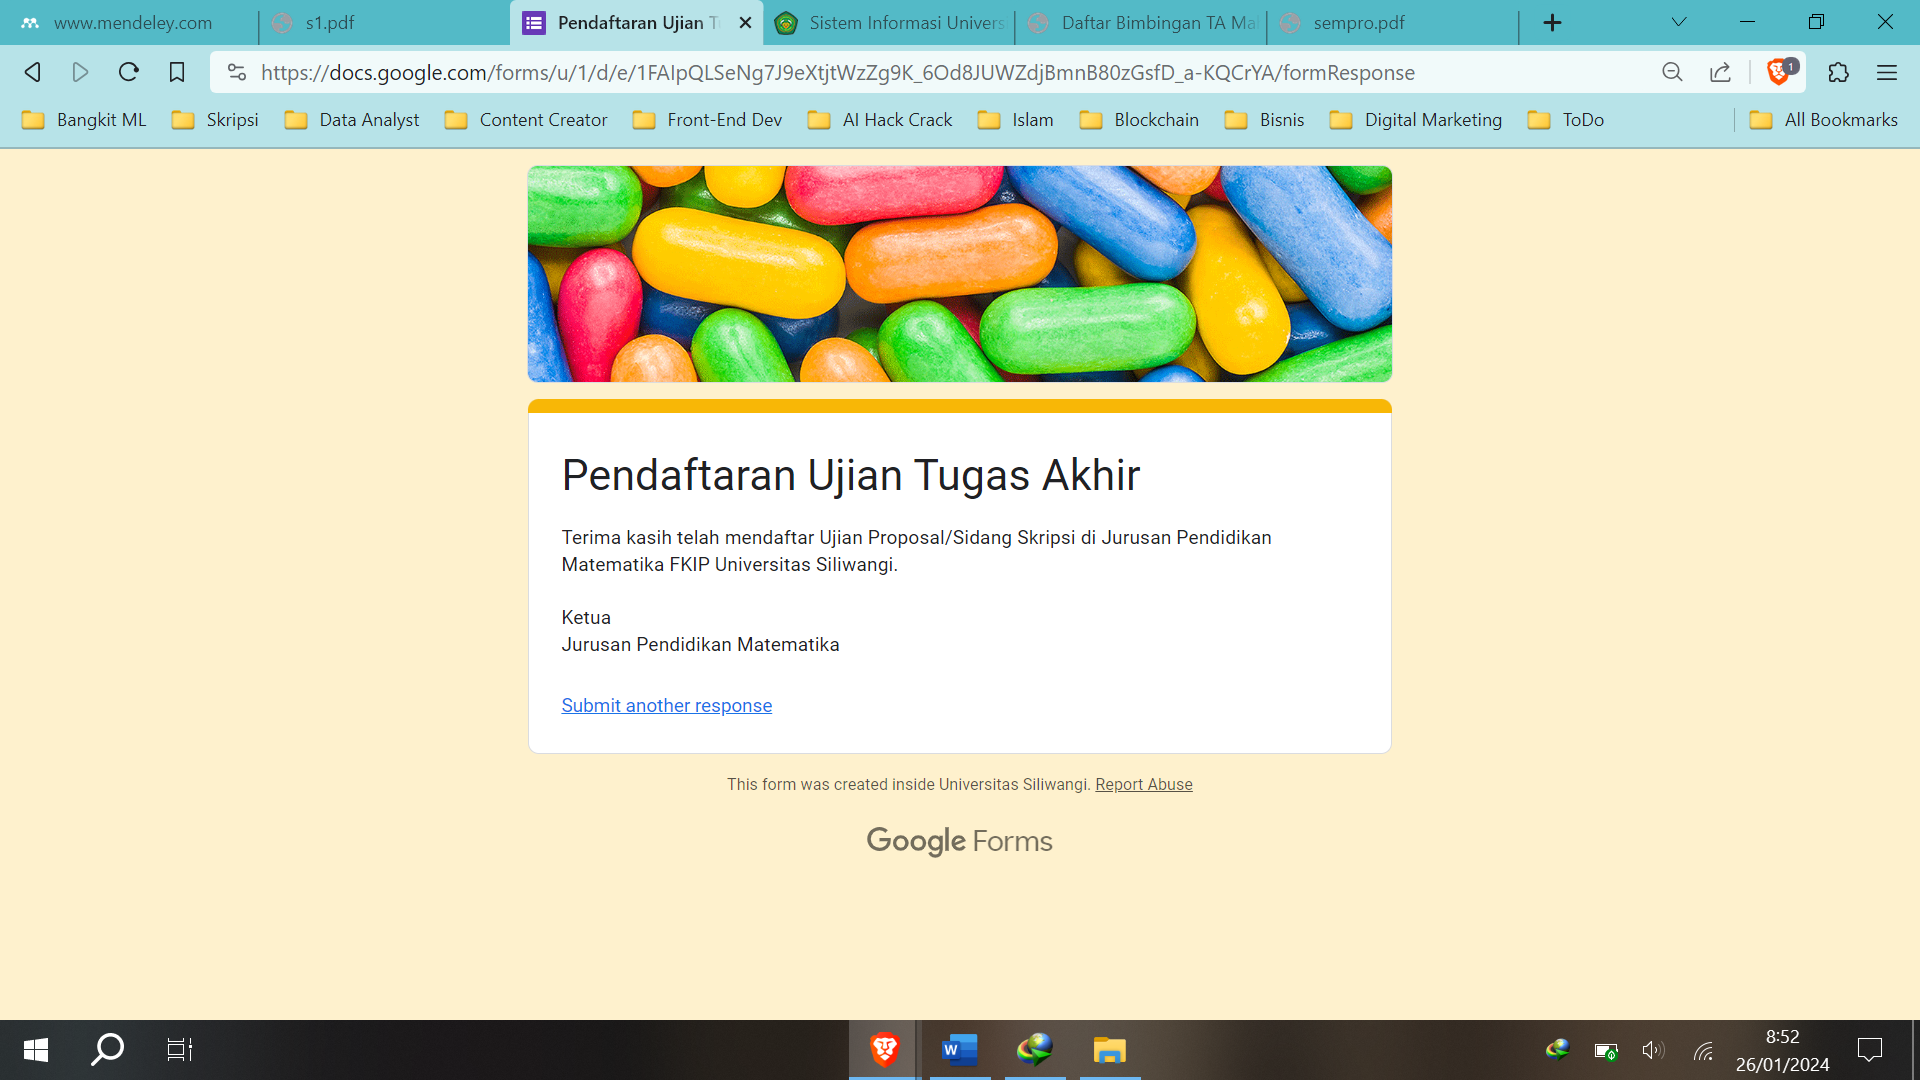 www.mendeley.com
s1.pdf
Pendaftaran Ujian T
Sistem Informasi Univers
Daftar Bimbingan TA Ma
sempro.pdf
https://docs.google.com/forms/u/1/d/e/1FAIpQLSeNg7J9eXtjtWzZg9K_6Od8JUWZdjBmnB80zGsfD_a-KQCrYA/formResponse
1
Bangkit ML
Skripsi
Data Analyst
Content Creator
Front-End Dev
AI Hack Crack
Islam
Blockchain
Bisnis
Digital Marketing
ToDo
All Bookmarks
Pendaftaran Ujian Tugas Akhir
Terima kasih telah mendaftar Ujian Proposal/Sidang Skripsi di Jurusan Pendidikan
Matematika FKIP Universitas Siliwangi.
Ketua
Jurusan Pendidikan Matematika
Submit another response
This form was created inside Universitas Siliwangi. Report Abuse
Google Forms
W
8:52
26/01/2024